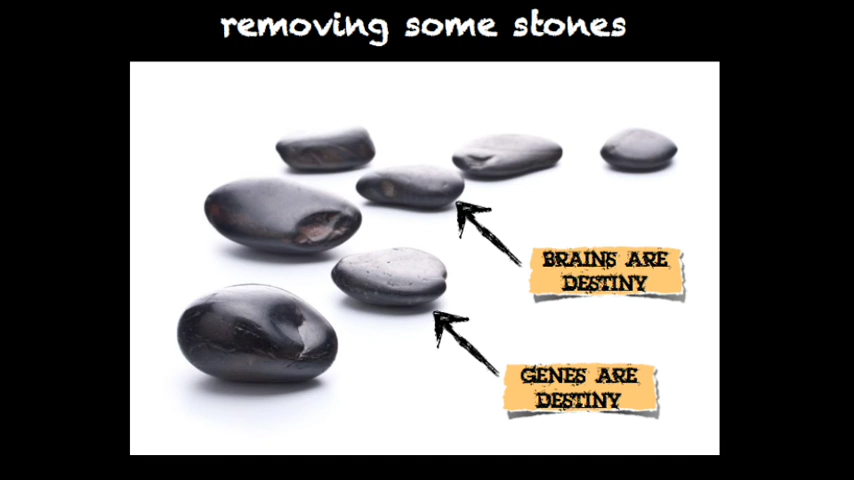 removing some stones
BRAINS ARE
DESTINY
GENES ARE
DESTINY